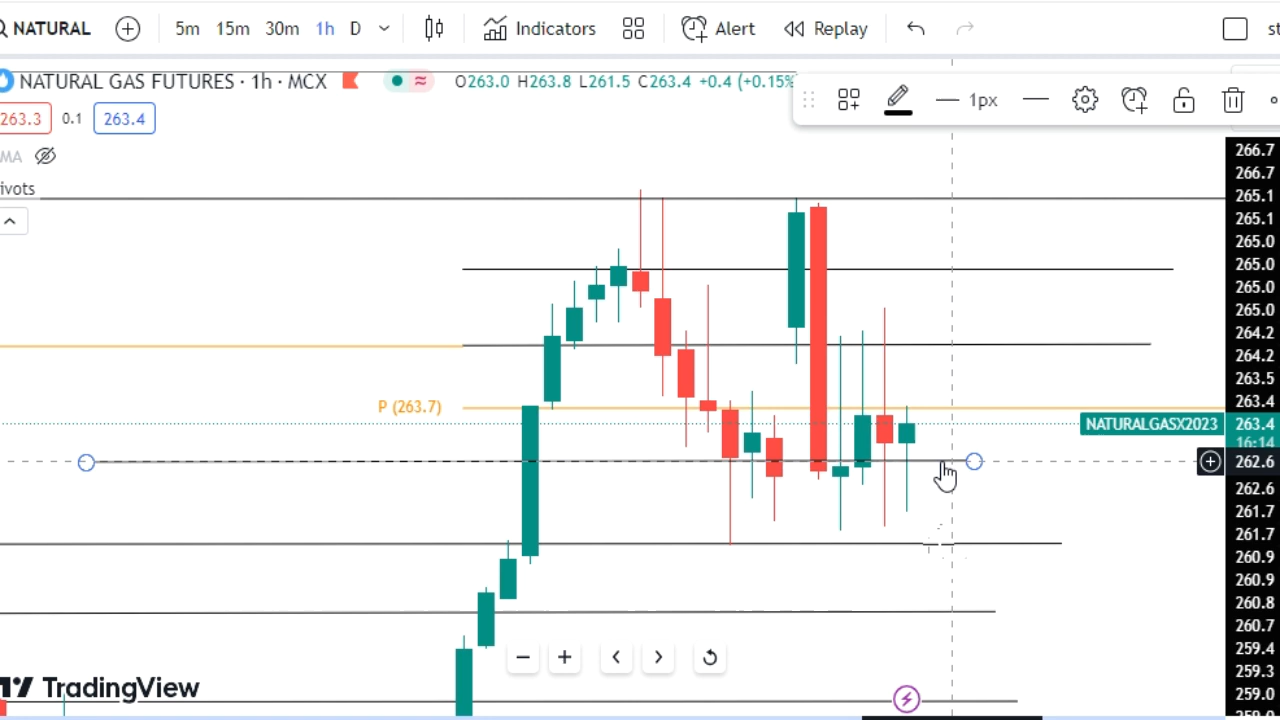 NATURAL 5m 15m 30m 1h D Indicators Alert Replay st
NATURAL GAS FUTURES · 1h · MCX O263.0 H263.8 L261.5 C263.4 +0.4 (+0.15%
1px
263.3 0.1 263.4
MA
ivots
266.7
266.7
265.1
265.1
265.0
265.0
265.0
265.0
264.2
264.2
263.5
263.4
P (263.7)
NATURALGASX2023 263.4
16:14
262.6
262.6
261.7
261.7
260.9
260.9
260.8
260.7
259.4
259.3
259.0
TradingView